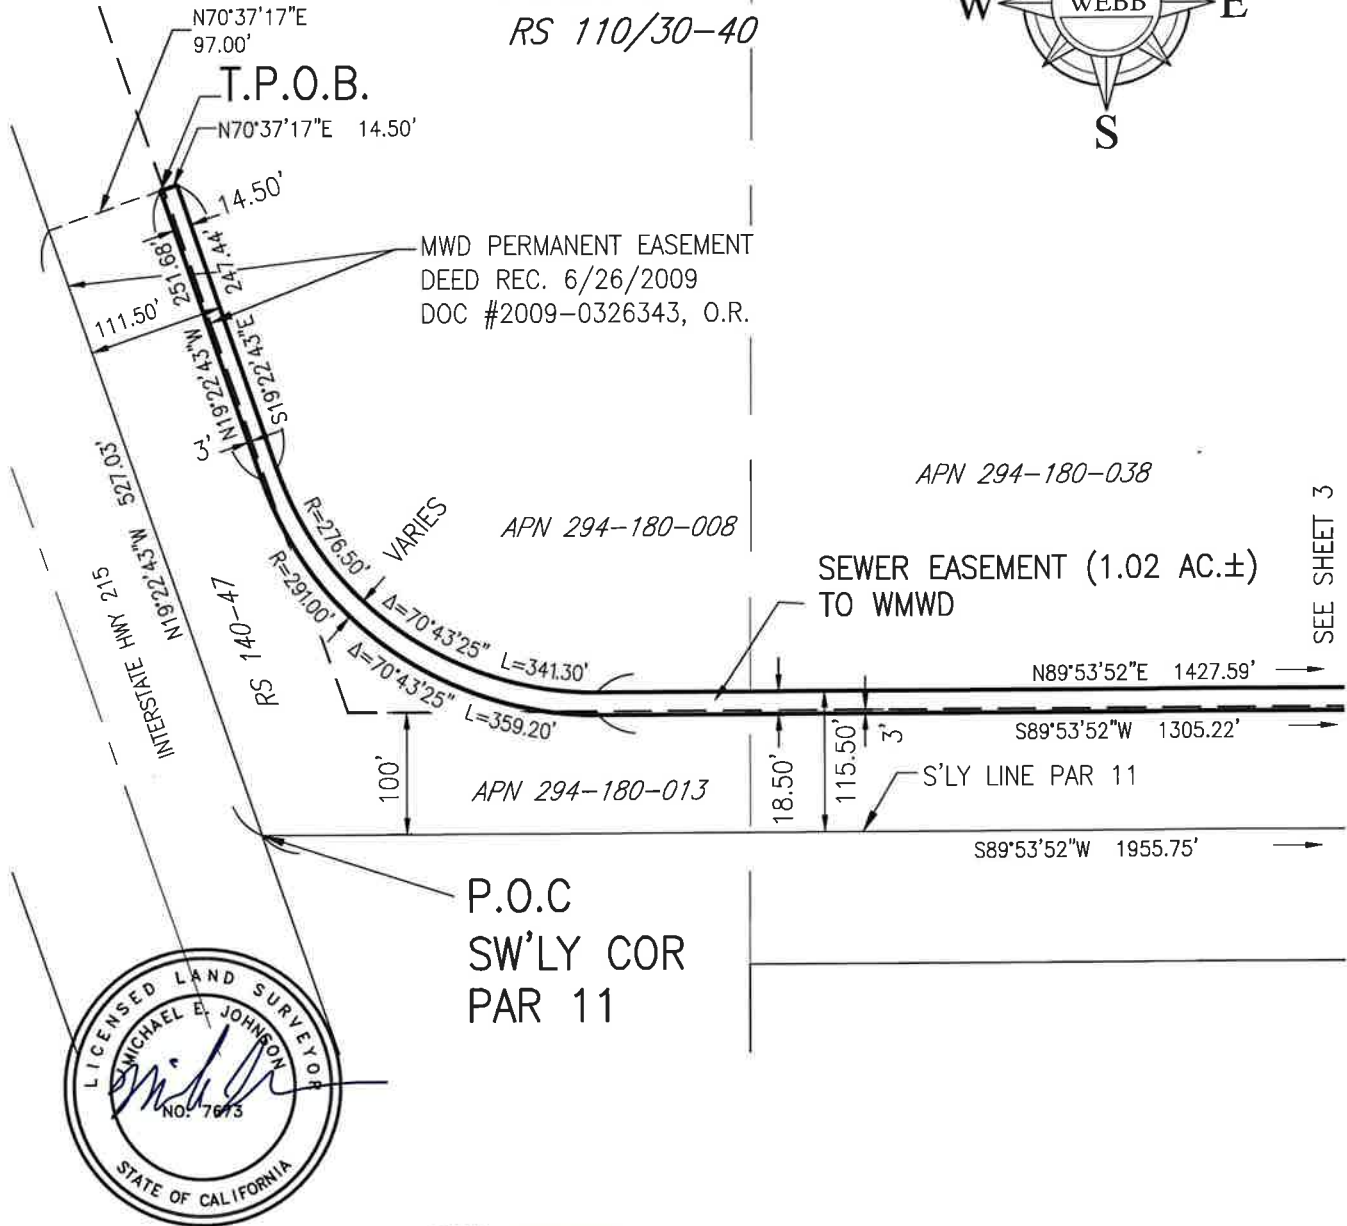 N70°37'17"E
97.00'
RS 110/30-40
W
WEBB
E
S
T.P.O.B.
N70°37'17"E 14.50'
14.50'
MWD PERMANENT EASEMENT
DEED REC. 6/26/2009
DOC #2009-0326343, O.R.
251.68'
247.44'
111.50'
N19°22'43"W
S19°22'43"E
3'
N19°22'43"W 527.03'
INTERSTATE HWY 215
RS 140-47
R=276.50'
VARIES
R=291.00'
Δ=70°43'25" L=341.30'
Δ=70°43'25" L=359.20'
APN 294-180-008
APN 294-180-038
SEE SHEET 3
SEWER EASEMENT (1.02 AC.±)
TO WMWD
N89°53'52"E 1427.59'
S89°53'52"W 1305.22'
100'
APN 294-180-013
18.50'
115.50'
3'
S'LY LINE PAR 11
S89°53'52"W 1955.75'
P.O.C
SW'LY COR
PAR 11
LICENSED LAND SURVEYOR
MICHAEL E. JOHNSON
NO. 7673
STATE OF CALIFORNIA